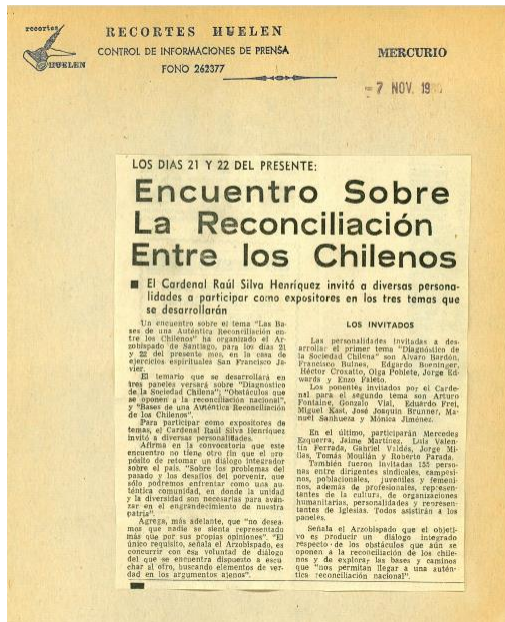 recortes
HUELEN
RECORTES HUELEN
CONTROL DE INFORMACIONES DE PRENSA
FONO 262377
MERCURIO
7 NOV. 19
LOS DIAS 21 Y 22 DEL PRESENTE:
Encuentro Sobre
La Reconciliación
Entre los Chilenos
■ El Cardenal Raúl Silva Henríquez invitó a diversas persona-
lidades a participar como expositores en los tres temas que
se desarrollarán
Un encuentro sobre el tema "Las Ba-
ses de una Auténtica Reconciliación en-
tre los Chilenos" ha organizado el Ar-
zobispado de Santiago, para los días 21
y 22 del presente mes, en la casa de
ejercicios espirituales San Francisco Ja-
vier.
El temario que se desarrollará en
tres paneles versará sobre "Diagnóstico
de la Sociedad Chilena"; "Obstáculos que
se oponen a la reconciliación nacional",
y "Bases de una Auténtica Reconciliación
de los Chilenos".
Para participar como expositores de
temas, el Cardenal Raúl Silva Henríquez
invitó a diversas personalidades.
Afirma en la convocatoria que este
encuentro no tiene otro fin que el pro-
pósito de retomar un diálogo integrador
sobre el país. "Sobre los problemas del
pasado y los desafíos del porvenir, que
sólo podremos enfrentar como una au-
téntica comunidad, en donde la unidad
y la diversidad son necesarias para avan-
zar en el engrandecimiento de nuestra
patria".
Agrega, más adelante, que "no desea-
mos que nadie se sienta representado
más que por sus propias opiniones". "El
único requisito, señala el Arzobispado, es
concurrir con esa voluntad de diálogo
del que se encuentra dispuesto a escu-
char al otro, buscando elementos de ver-
dad en los argumentos ajenos".
LOS INVITADOS
Las personalidades invitadas a des-
arrollar el primer tema "Diagnóstico de
la Sociedad Chilena" son Alvaro Bardón,
Francisco Bulnes, Edgardo Boeninger,
Héctor Croxatto, Olga Poblete, Jorge Ed-
wards y Enzo Faleto.
Los ponentes invitados por el Carde-
nal para el segundo tema son Arturo
Fontaine, Gonzalo Vial, Eduardo Frei,
Miguel Kast, José Joaquín Brunner, Ma-
nuel Sanhueza y Mónica Jiménez.
En el último, participarán Mercedes
Ezquerra, Jaime Martínez, Luis Valen-
tín Ferrada, Gabriel Valdés, Jorge Mi-
llas, Tomás Moulián y Roberto Parada.
También fueron invitadas 155 perso-
nas entre dirigentes sindicales, campesi-
nos, poblacionales, juveniles y femeni-
nos, además de profesionales, represen-
tantes de la cultura, de organizaciones
humanitarias, personalidades y represen-
tantes de Iglesias. Todos asistirán a los
paneles.
Señala el Arzobispado que el objeti-
vo es producir un diálogo integrado
respecto de los obstáculos que aún se
oponen a la reconciliación de los chile-
nos y de explorar las bases y caminos
que "nos permitan llegar a una autén-
tica reconciliación nacional".